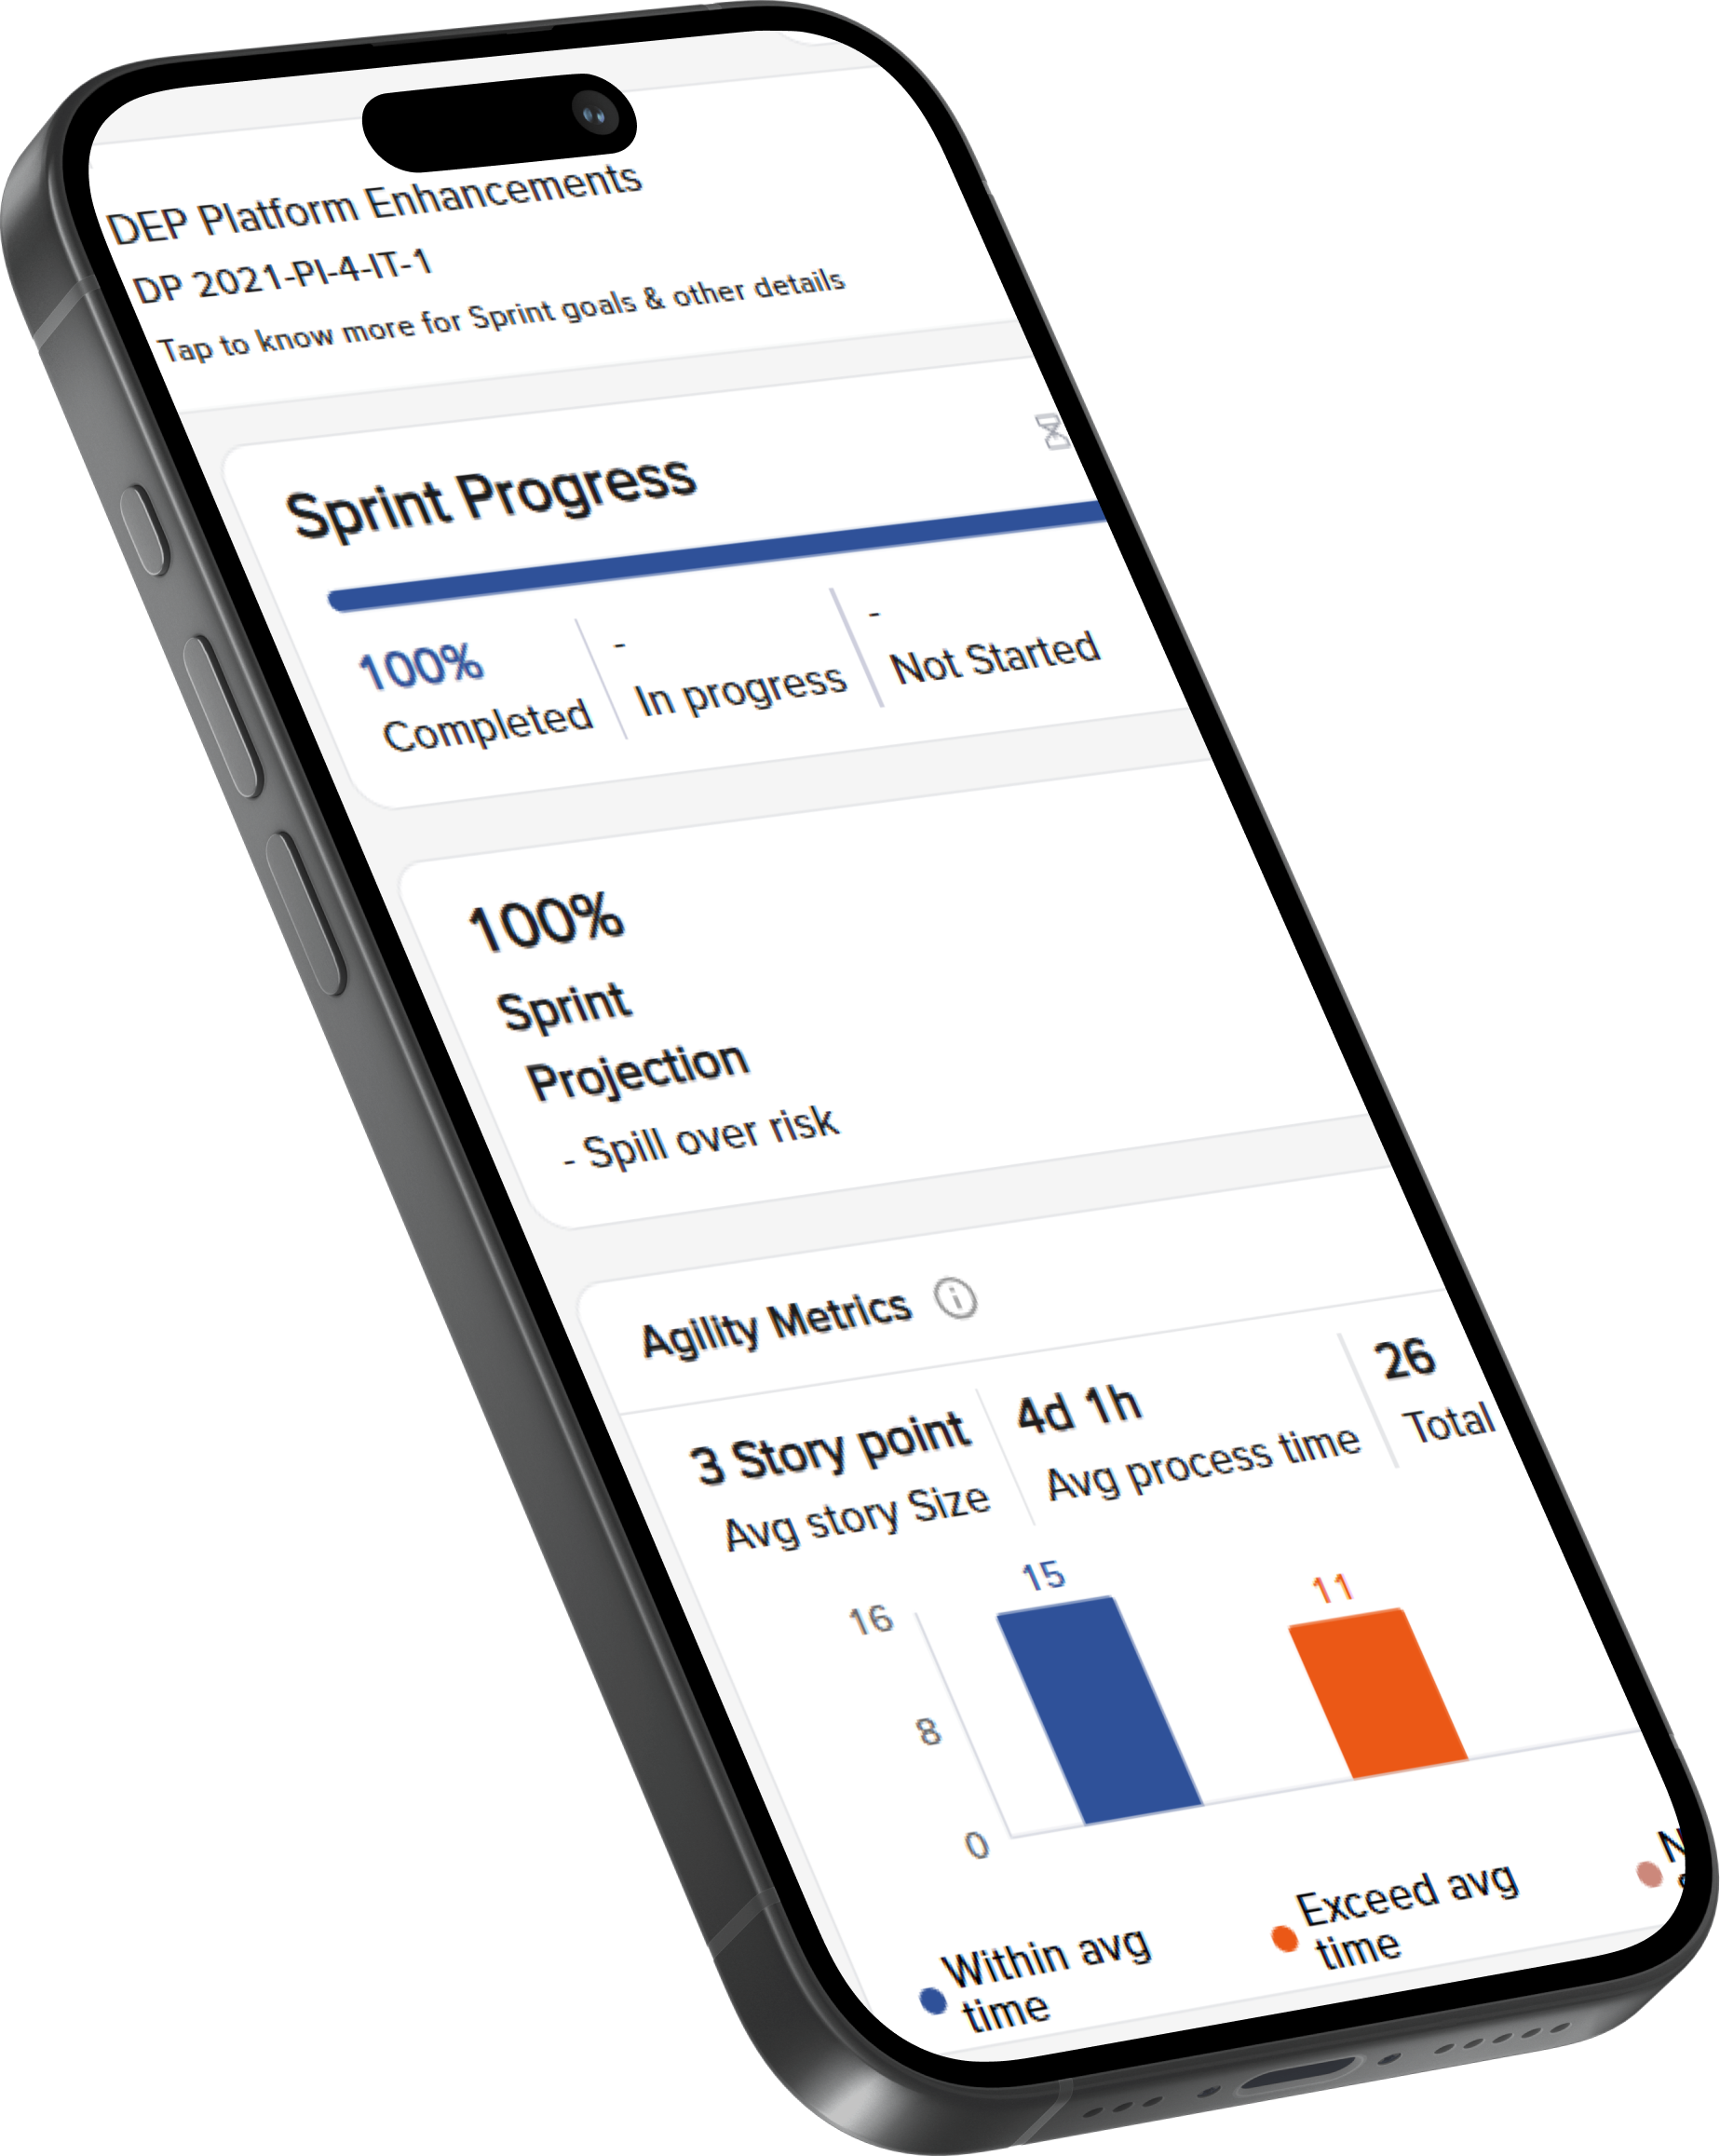 DEP Platform Enhancements
DP 2021-PI-4-IT-1
Tap to know more for Sprint goals & other details
Sprint Progress
100% - -
Completed In progress Not Started
100%
Sprint
Projection
- Spill over risk
Agility Metrics
3 Story point 4d 1h 26
Avg story Size Avg process time Total
15 11
16
8
0
Within avg
time
Exceed avg
time